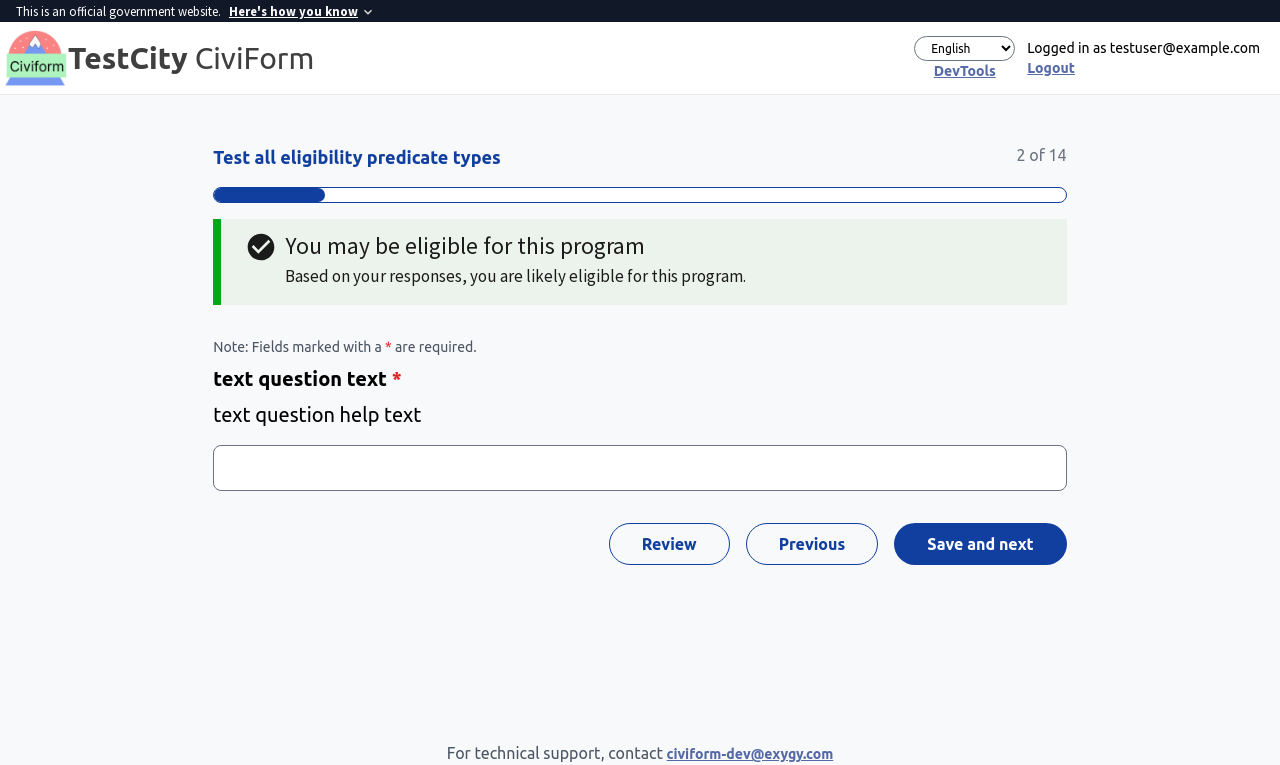 This is an official government website. Here's how you know
Civiform
TestCity CiviForm
English
DevTools
Logged in as testuser@example.com
Logout
Test all eligibility predicate types
2 of 14
You may be eligible for this program
Based on your responses, you are likely eligible for this program.
Note: Fields marked with a * are required.
text question text *
text question help text
Review
Previous
Save and next
For technical support, contact civiform-dev@exygy.com